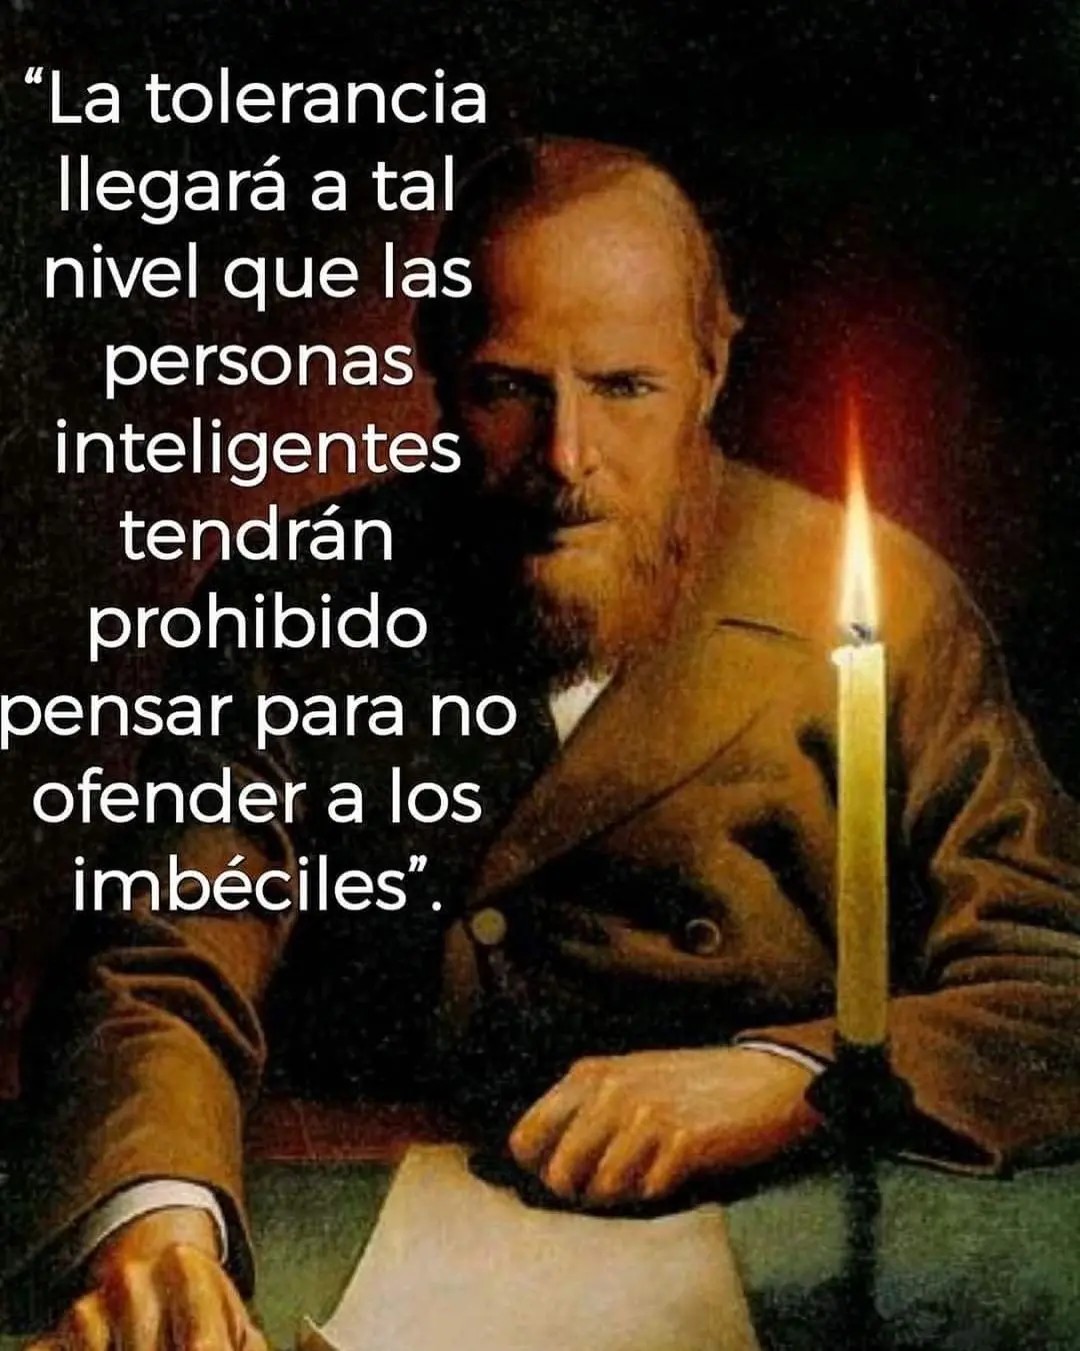 “La tolerancia
llegará a tal
nivel que las
personas
inteligentes
tendrán
prohibido
pensar para no
ofender a los
imbéciles”.